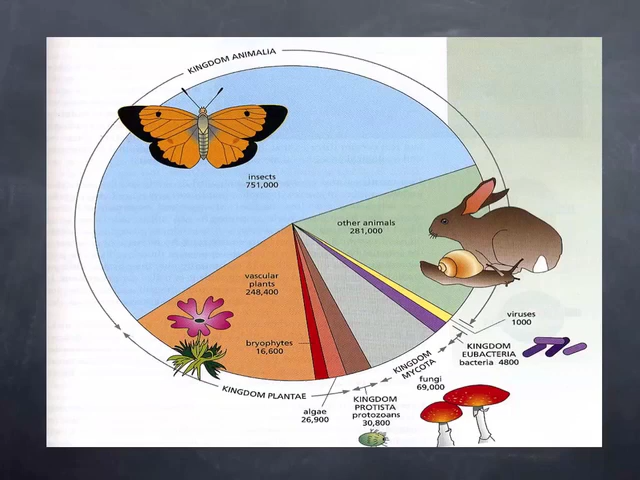 KINGDOM ANIMALIA
insects
751,000
other animals
281,000
vascular
plants
248,400
bryophytes
16,600
KINGDOM PLANTAE
algae
26,900
KINGDOM
PROTISTA
protozoans
30,800
KINGDOM
MYCOTA
fungi
69,000
KINGDOM
EUBACTERIA
bacteria 4800
viruses
1000